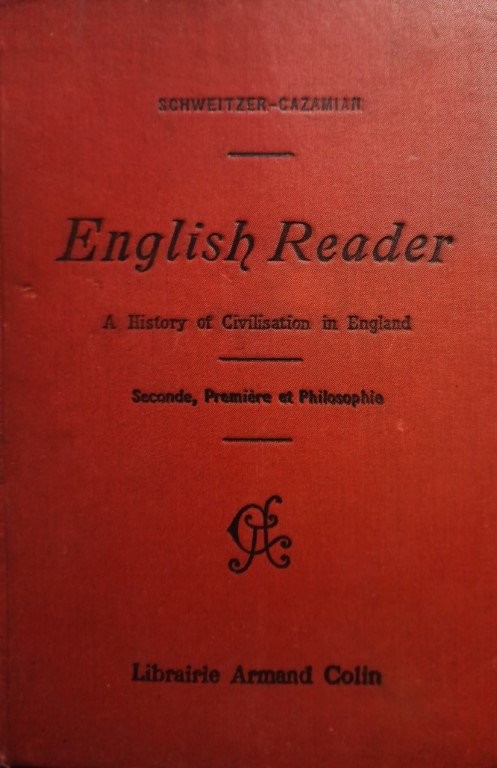 SCHWEITZER-CAZAMIAN
English Reader
A History of Civilisation in England
Seconde, Première et Philosophie
AC
Librairie Armand Colin